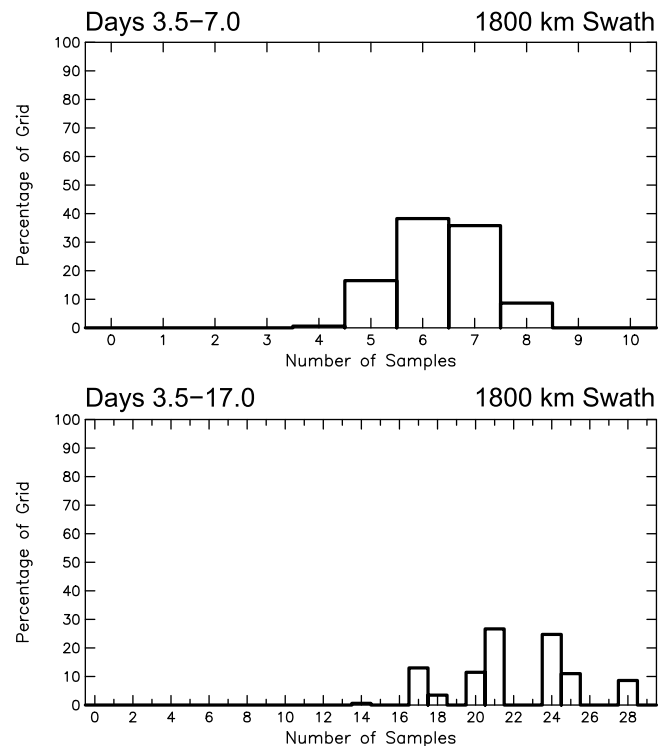 Days 3.5−7.0 1800 km Swath
100
90
80
70
60
50
40
30
20
10
0
Percentage of Grid
0 1 2 3 4 5 6 7 8 9 10
Number of Samples
Days 3.5−17.0 1800 km Swath
100
90
80
70
60
50
40
30
20
10
0
Percentage of Grid
0 2 4 6 8 10 12 14 16 18 20 22 24 26 28
Number of Samples